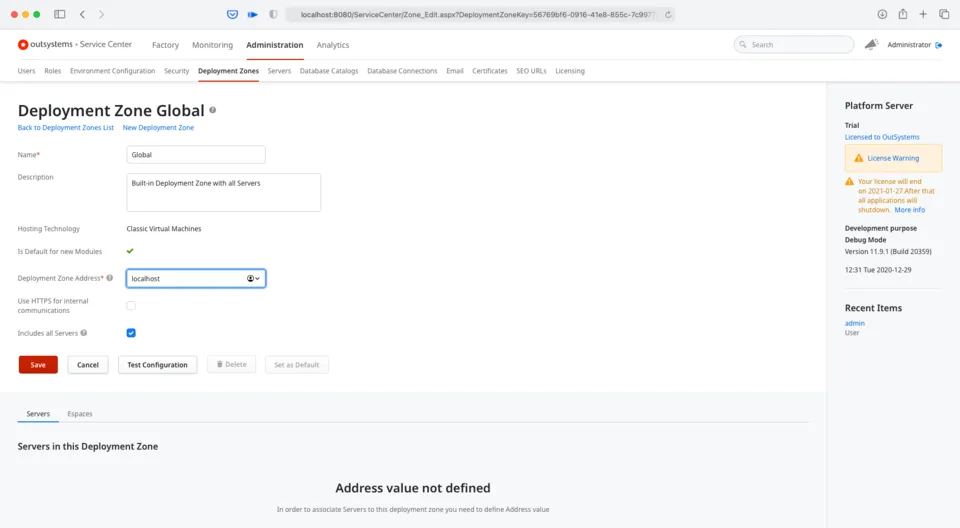 localhost:8080/ServiceCenter/Zone_Edit.aspx?DeploymentZoneKey=56769bf6-0916-41e8-855c-7c9977
outsystems • Service Center
Factory
Monitoring
Administration
Analytics
Search
Administrator
Users
Roles
Environment Configuration
Security
Deployment Zones
Servers
Database Catalogs
Database Connections
Email
Certificates
SEO URLs
Licensing
Deployment Zone Global
Back to Deployment Zones List
New Deployment Zone
Name*
Global
Description
Built-in Deployment Zone with all Servers
Hosting Technology
Classic Virtual Machines
Is Default for new Modules
Deployment Zone Address*
localhost
Use HTTPS for internal
communications
Includes all Servers
Save
Cancel
Test Configuration
Delete
Set as Default
Servers
Espaces
Servers in this Deployment Zone
Address value not defined
In order to associate Servers to this deployment zone you need to define Address value
Platform Server
Trial
Licensed to OutSystems
License Warning
Your license will end
on 2021-01-27.After that
all applications will
shutdown. More info
Development purpose
Debug Mode
Version 11.9.1 (Build 20359)
12:31 Tue 2020-12-29
Recent Items
admin
User